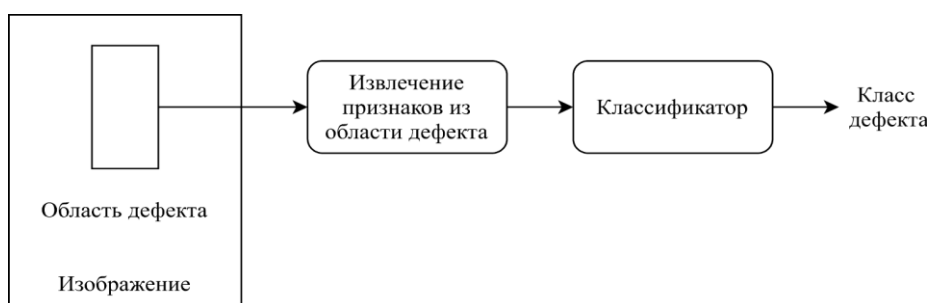 Область дефекта
Изображение
Извлечение
признаков из
области дефекта
Классификатор
Класс
дефекта